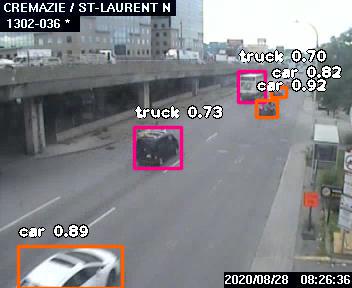 CREMAZIE / ST-LAURENT N
1302-036 *
truck 0.70
car 0.82
car 0.92
truck 0.73
car 0.89
2020/08/28 08:26:36